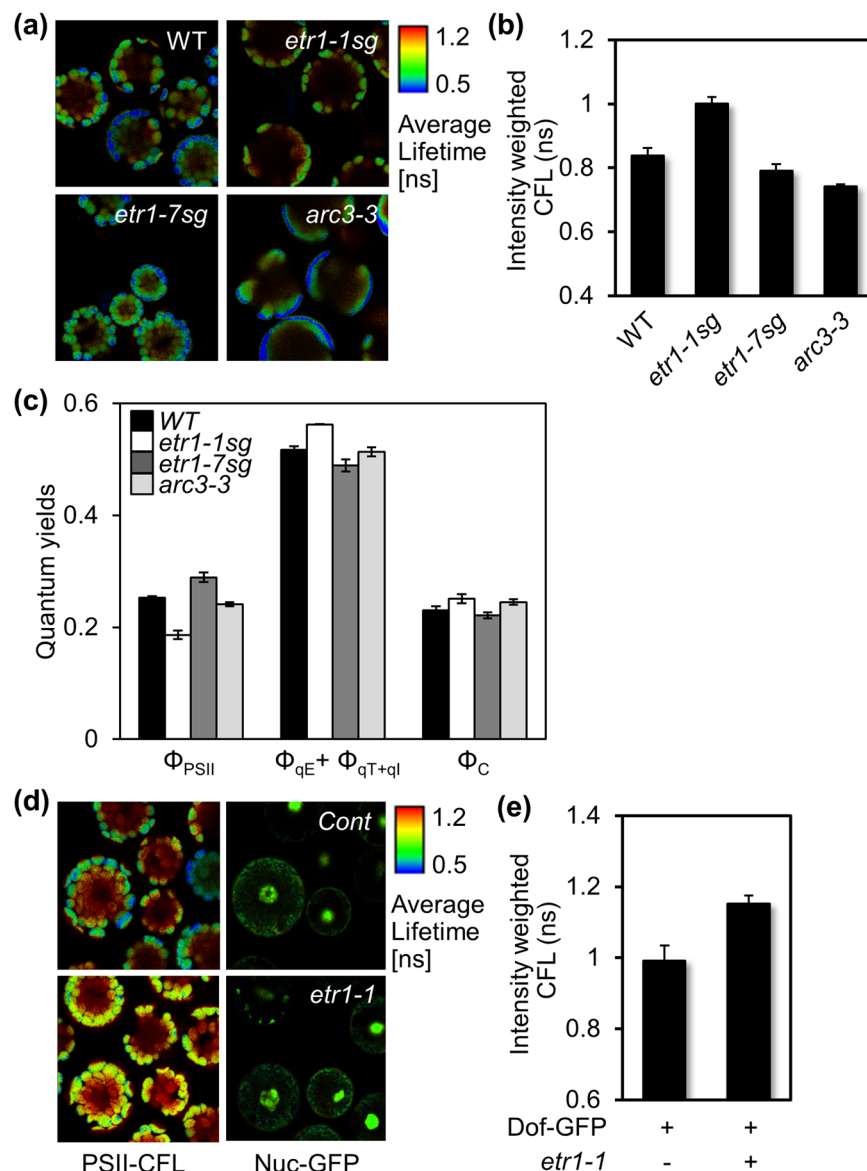 (a)
WT
etr1-1sg
etr1-7sg
arc3-3
1.2
0.5
Average
Lifetime
[ns]
(b)
Intensity weighted
CFL (ns)
1.2
1
0.8
0.6
0.4
WT
etr1-1sg
etr1-7sg
arc3-3
(c)
Quantum yields
0.6
0.4
0.2
0
WT
etr1-1sg
etr1-7sg
arc3-3
ΦPSII
ΦqE+ ΦqT+qI
ΦC
(d)
Cont
etr1-1
PSII-CFL
Nuc-GFP
1.2
0.5
Average
Lifetime
[ns]
(e)
Intensity weighted
CFL (ns)
1.4
1.2
1
0.8
0.6
Dof-GFP + +
etr1-1 - +